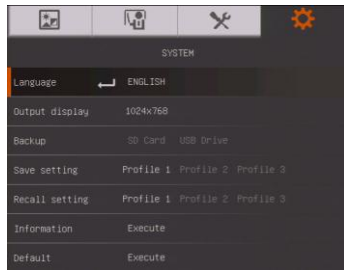 SYSTEM
Language ENGLISH
Output display 1024x768
Backup SD Card USB Drive
Save setting Profile 1 Profile 2 Profile 3
Recall setting Profile 1 Profile 2 Profile 3
Information Execute
Default Execute